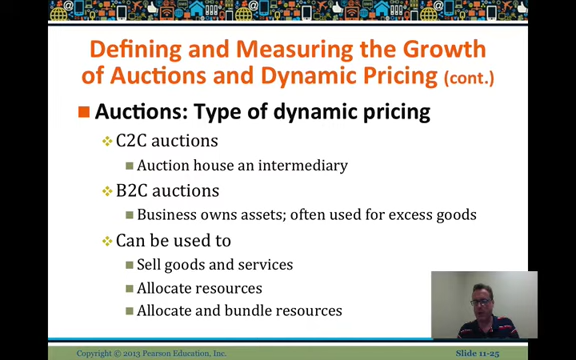 Defining and Measuring the Growth
of Auctions and Dynamic Pricing (cont.)
Auctions: Type of dynamic pricing
C2C auctions
Auction house an intermediary
B2C auctions
Business owns assets; often used for excess goods
Can be used to
Sell goods and services
Allocate resources
Allocate and bundle resources
Copyright © 2013 Pearson Education, Inc.
Slide 11-25